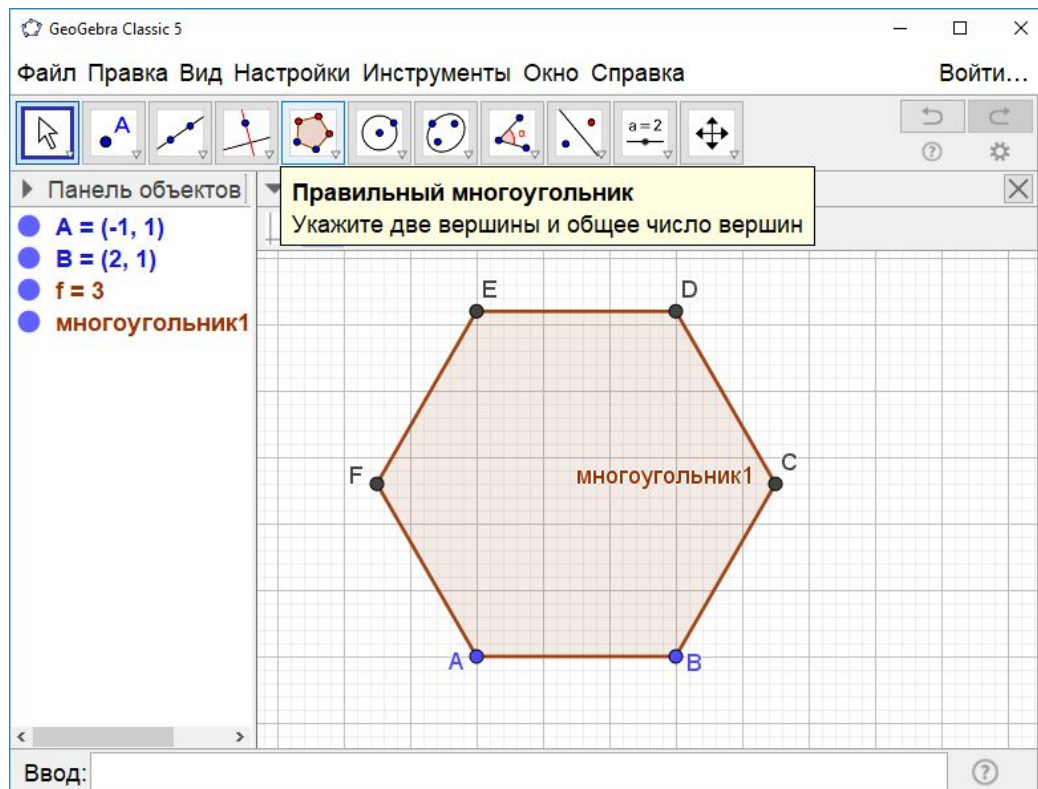 GeoGebra Classic 5
Файл Правка Вид Настройки Инструменты Окно Справка Войти...
A
α
a = 2
Панель объектов
Правильный многоугольник
Укажите две вершины и общее число вершин
A = (-1, 1)
B = (2, 1)
f = 3
многоугольник1
E D
F многоугольник1 C
A B
Ввод: